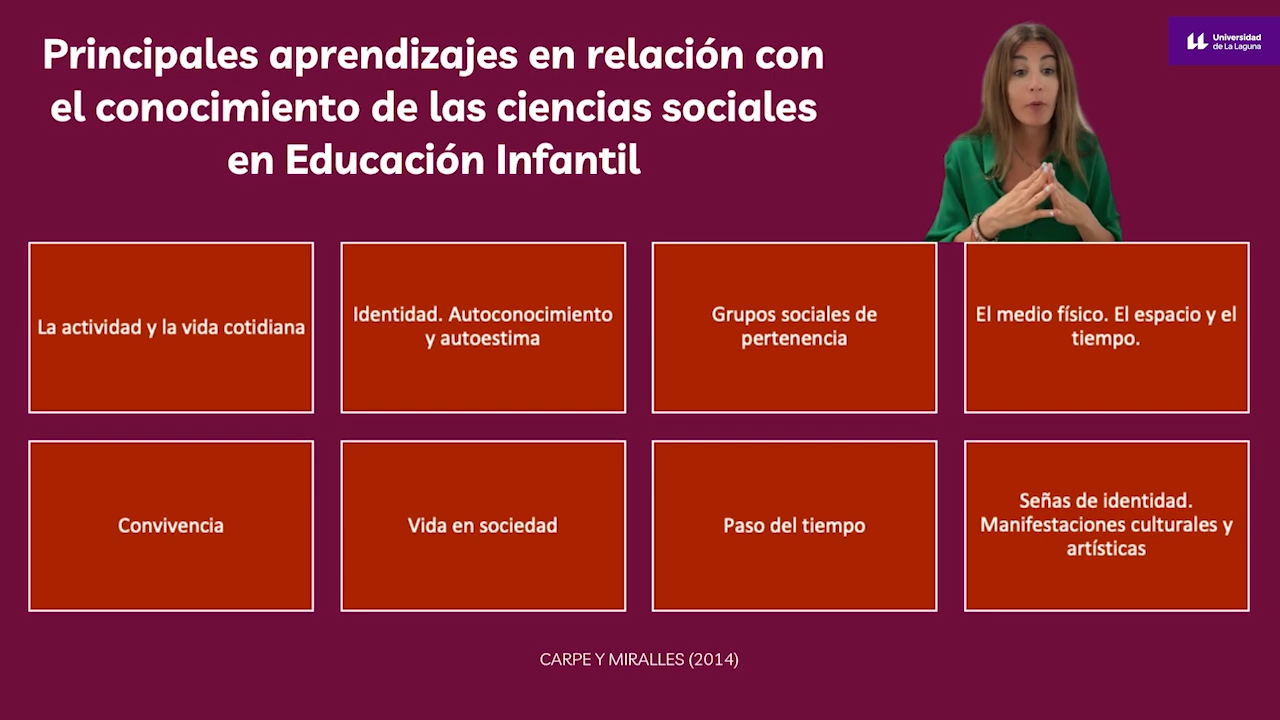 Principales aprendizajes en relación con
el conocimiento de las ciencias sociales
en Educación Infantil
Universidad
de La Laguna
La actividad y la vida cotidiana
Identidad. Autoconocimiento
y autoestima
Grupos sociales de
pertenencia
El medio físico. El espacio y el
tiempo.
Convivencia
Vida en sociedad
Paso del tiempo
Señas de identidad.
Manifestaciones culturales y
artísticas
CARPE Y MIRALLES (2014)